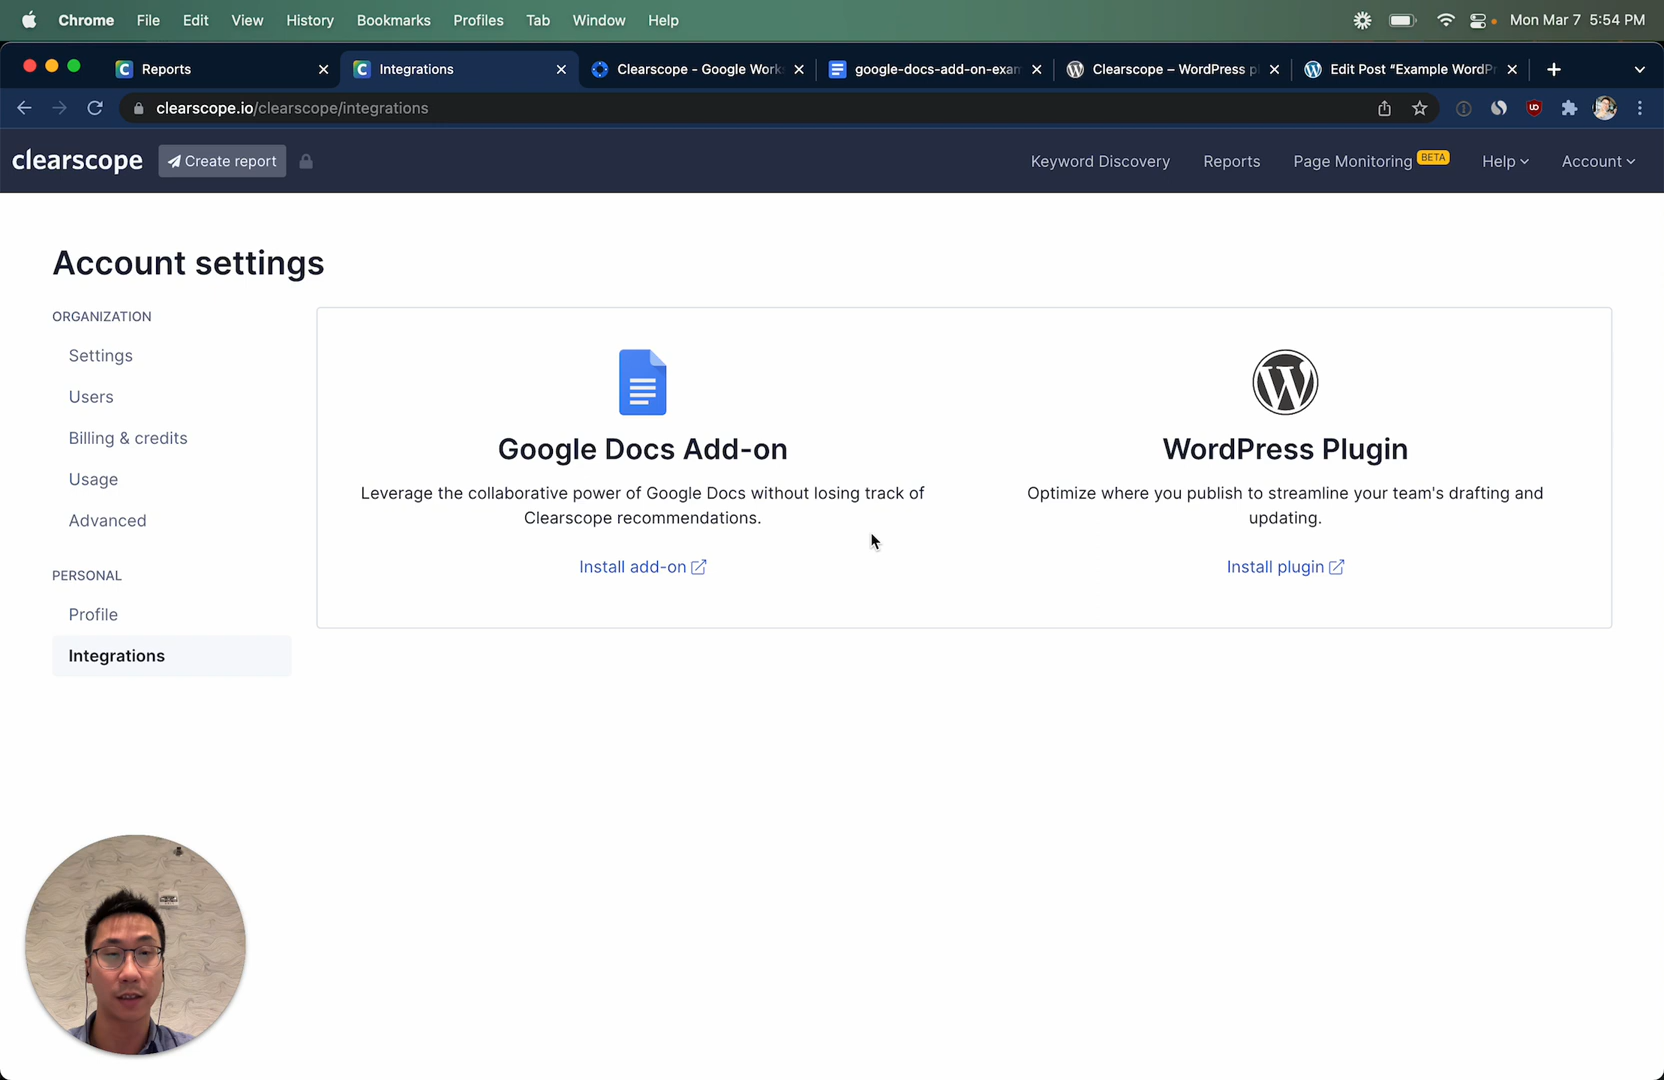 Chrome File Edit View History Bookmarks Profiles Tab Window Help Mon Mar 7 5:54 PM
Reports Integrations Clearscope - Google Work google-docs-add-on-exam Clearscope – WordPress pl Edit Post “Example WordPr
clearscope.io/clearscope/integrations
clearscope Create report Keyword Discovery Reports Page Monitoring BETA Help Account
Account settings
ORGANIZATION
Settings
Users
Billing & credits
Usage
Advanced
PERSONAL
Profile
Integrations
Google Docs Add-on
Leverage the collaborative power of Google Docs without losing track of
Clearscope recommendations.
Install add-on
WordPress Plugin
Optimize where you publish to streamline your team's drafting and
updating.
Install plugin